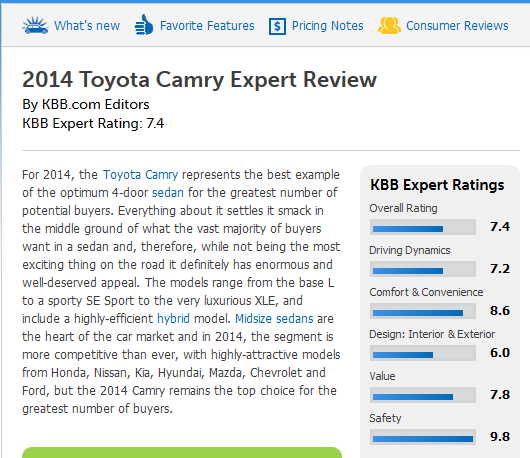 What's new Favorite Features Pricing Notes Consumer Reviews
2014 Toyota Camry Expert Review
By KBB.com Editors
KBB Expert Rating: 7.4
For 2014, the Toyota Camry represents the best example
of the optimum 4-door sedan for the greatest number of
potential buyers. Everything about it settles it smack in
the middle ground of what the vast majority of buyers
want in a sedan and, therefore, while not being the most
exciting thing on the road it definitely has enormous and
well-deserved appeal. The models range from the base L
to a sporty SE Sport to the very luxurious XLE, and
include a highly-efficient hybrid model. Midsize sedans are
the heart of the car market and in 2014, the segment is
more competitive than ever, with highly-attractive models
from Honda, Nissan, Kia, Hyundai, Mazda, Chevrolet and
Ford, but the 2014 Camry remains the top choice for the
greatest number of buyers.
KBB Expert Ratings
Overall Rating
7.4
Driving Dynamics
7.2
Comfort & Convenience
8.6
Design: Interior & Exterior
6.0
Value
7.8
Safety
9.8